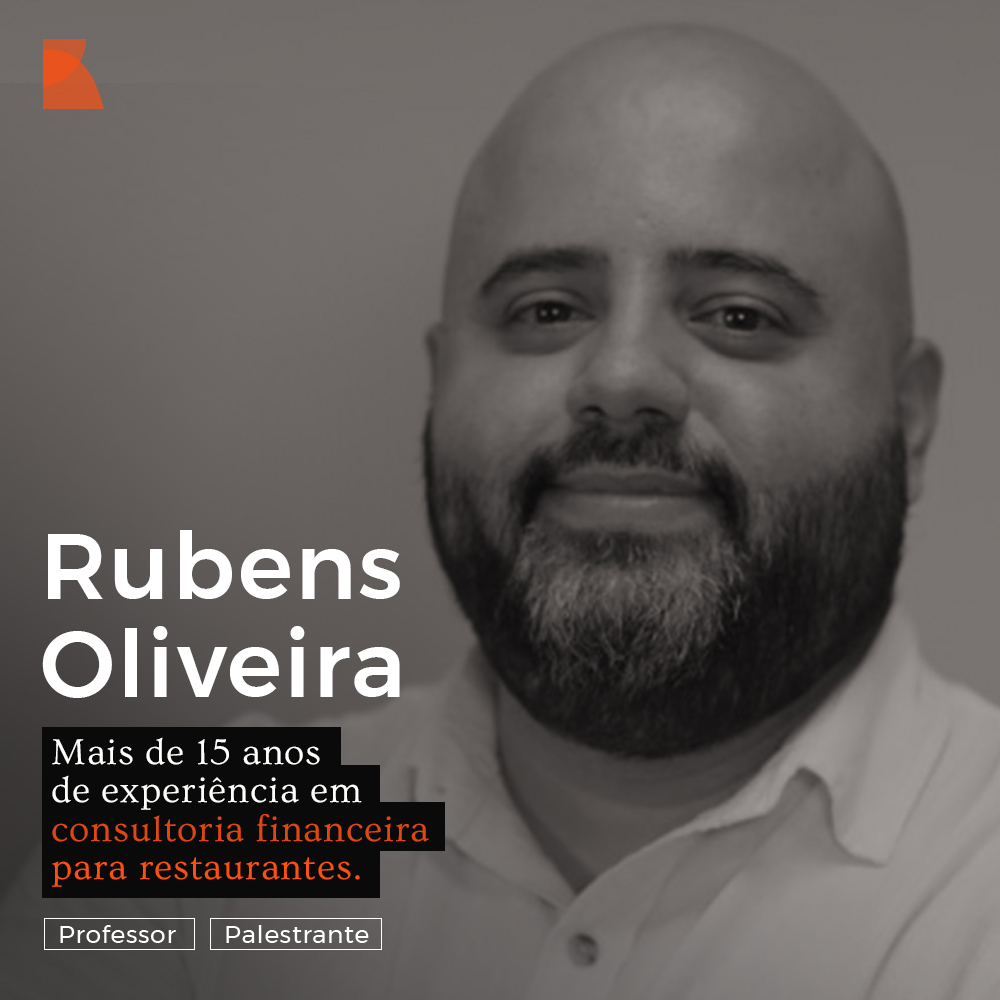 Rubens
Oliveira
Mais de 15 anos
de experiência em
consultoria financeira
para restaurantes.
Professor
Palestrante